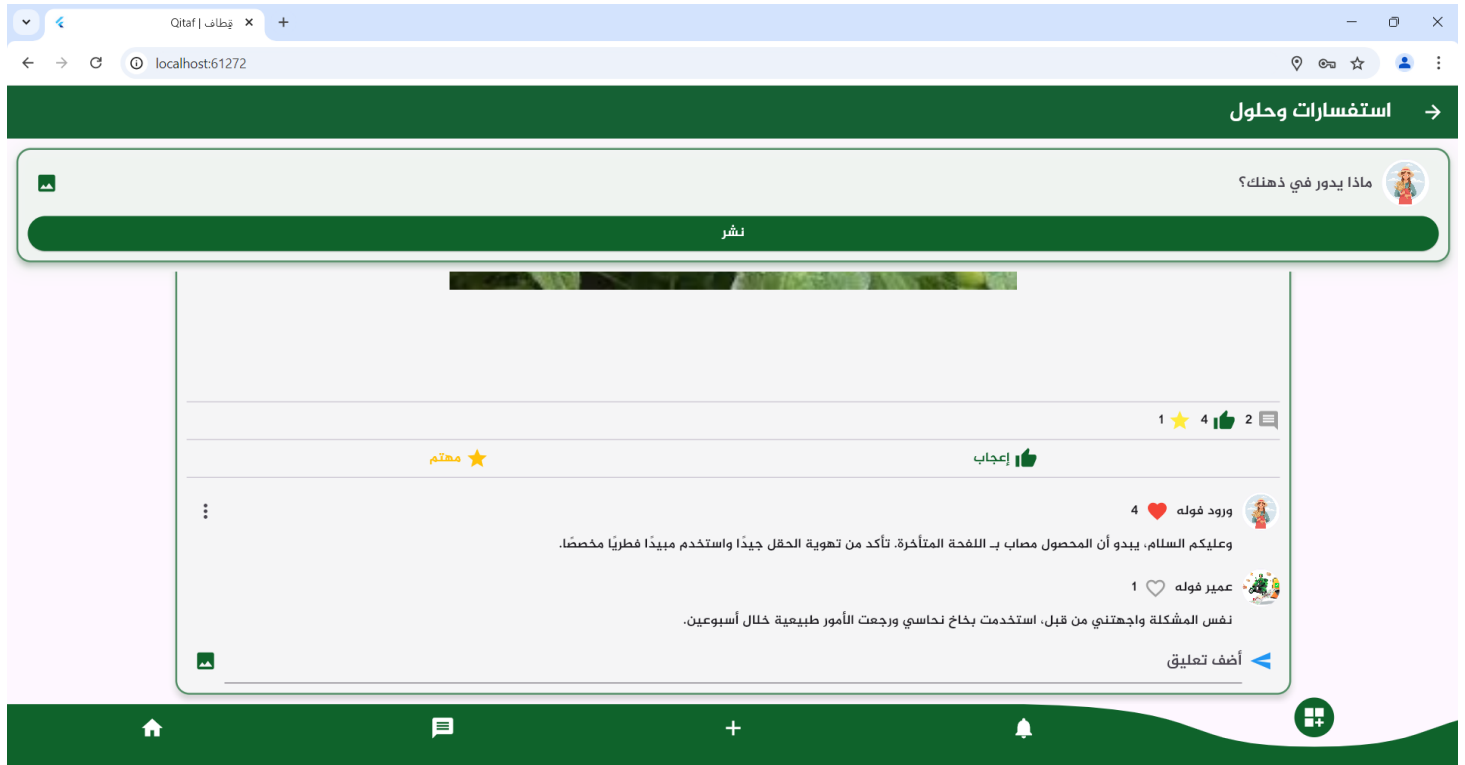 قِطاف | Qitaf
localhost:61272
استفسارات وحلول
ماذا يدور في ذهنك؟
نشر
2 4 1
إعجاب
مهتم
ورود فوله 4
وعليكم السلام، يبدو أن المحصول مصاب بـ اللفحة المتأخرة. تأكد من تهوية الحقل جيدًا واستخدم مبيدًا فطريًا مخصصًا.
عمير فوله 1
نفس المشكلة واجهتني من قبل، استخدمت بخاخ نحاسي ورجعت الأمور طبيعية خلال أسبوعين.
أضف تعليق